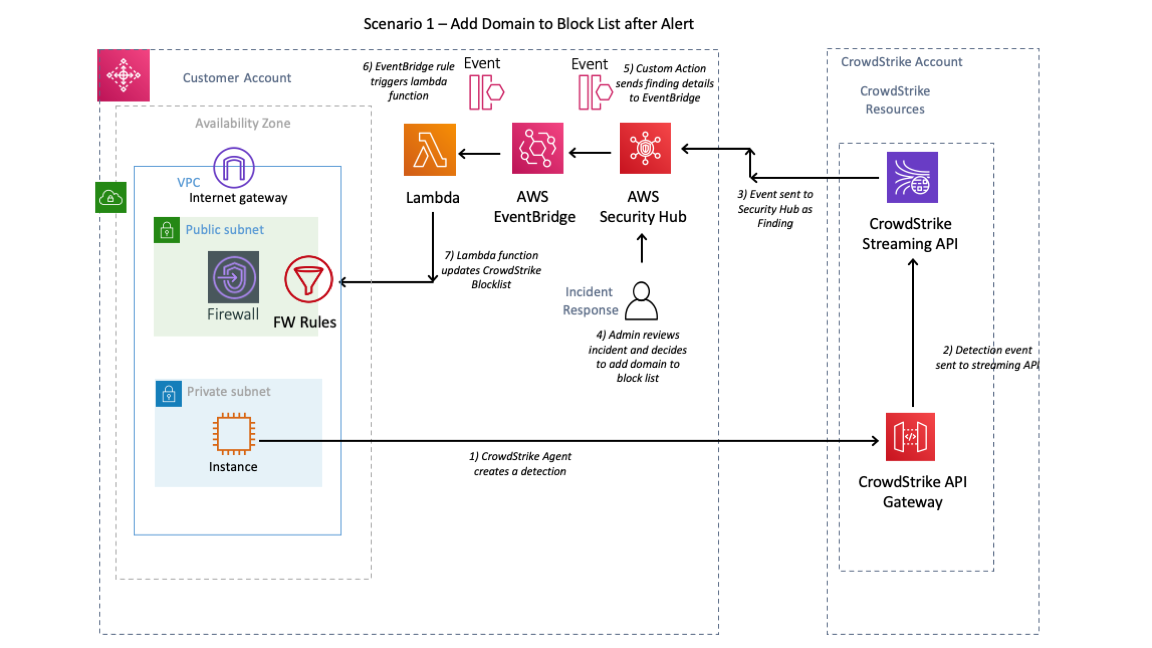 Scenario 1 – Add Domain to Block List after Alert
Customer Account
Availability Zone
VPC
Internet gateway
Public subnet
Firewall
FW Rules
Private subnet
Instance
6) EventBridge rule
triggers lambda
function
Event
Event
5) Custom Action
sends finding details
to EventBridge
Lambda
AWS
EventBridge
AWS
Security Hub
7) Lambda function
updates CrowdStrike
Blocklist
Incident
Response
4) Admin reviews
incident and decides
to add domain to
block list
3) Event sent to
Security Hub as
Finding
1) CrowdStrike Agent
creates a detection
CrowdStrike Account
CrowdStrike
Resources
CrowdStrike
Streaming API
2) Detection event
sent to streaming API
CrowdStrike API
Gateway